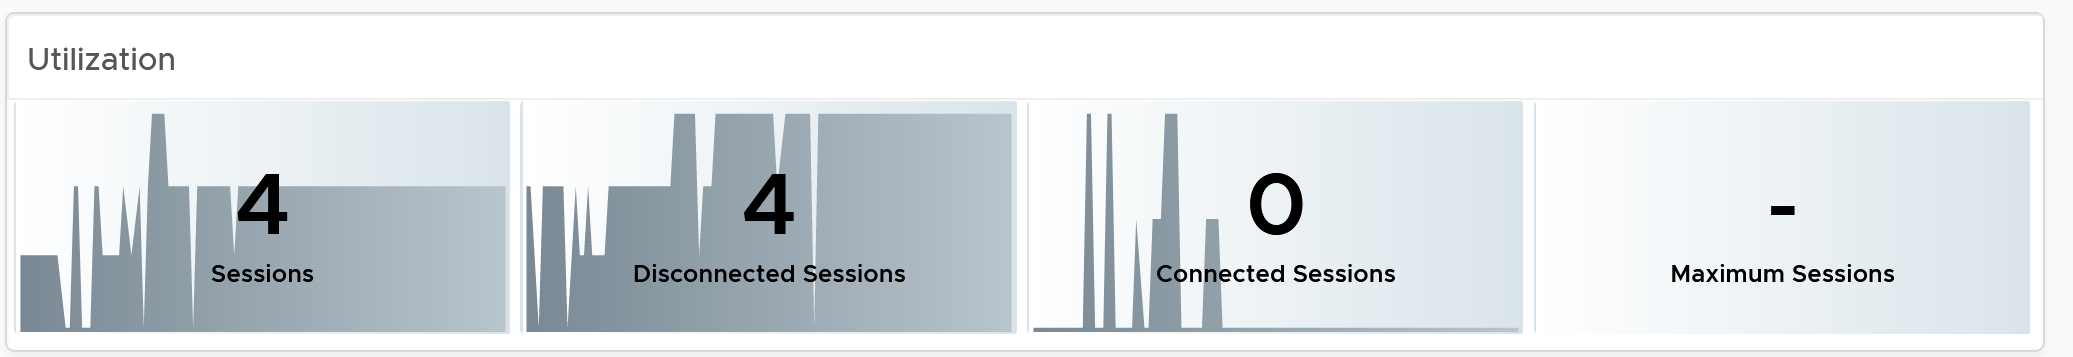 Utilization
4
Sessions
4
Disconnected Sessions
0
Connected Sessions
-
Maximum Sessions